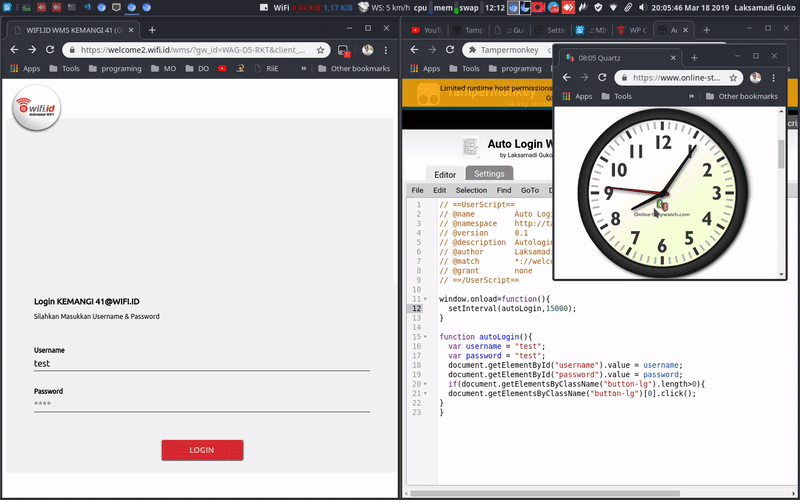 WiFi 0.94 KiB 1,17 KiB WS: 5 km/h cpu mem swap 12:12
20:05:46 Mar 18 2019 Laksamadi Guko
WIFI.ID WMS KEMANGI 41 (
https://welcome2.wifi.id/wms/?gw_id=WAG-D5-RKT&client_
Apps Tools programing MO DO RiiE » Other bookmarks
wifi.id
Indonesia WiFi
Login KEMANGI 41@WIFI.ID
Silahkan Masukkan Username & Password
Username
test
Password
****
LOGIN
YouT Tamp .:: Gui Settin .:: MII WP C Au
Tampermonkey
Apps Tools programing
Limited runtime host permissions
Tampermonkey
Auto Login W
by Laksamadi Guko
Editor Settings
File Edit Selection Find GoTo D
1 // ==UserScript==
2 // @name Auto Logi
3 // @namespace http://ta
4 // @version 0.1
5 // @description Autologin
6 // @author Laksamadi
7 // @match *://welco
8 // @grant none
9 // ==/UserScript==
10
11 window.onload=function(){
12 setInterval(autoLogin,15000);
13 }
14
15 function autoLogin(){
16 var username = "test";
17 var password = "test";
18 document.getElementById("username").value = username;
19 document.getElementById("password").value = password;
20 if(document.getElementsByClassName("button-lg").length>0){
21 document.getElementsByClassName("button-lg")[0].click();
22 }
23 }
08:05 Quartz
https://www.online-st...
Apps Tools » Other bookmarks
12
1
2
3
4
5
6
7
8
9
10
11